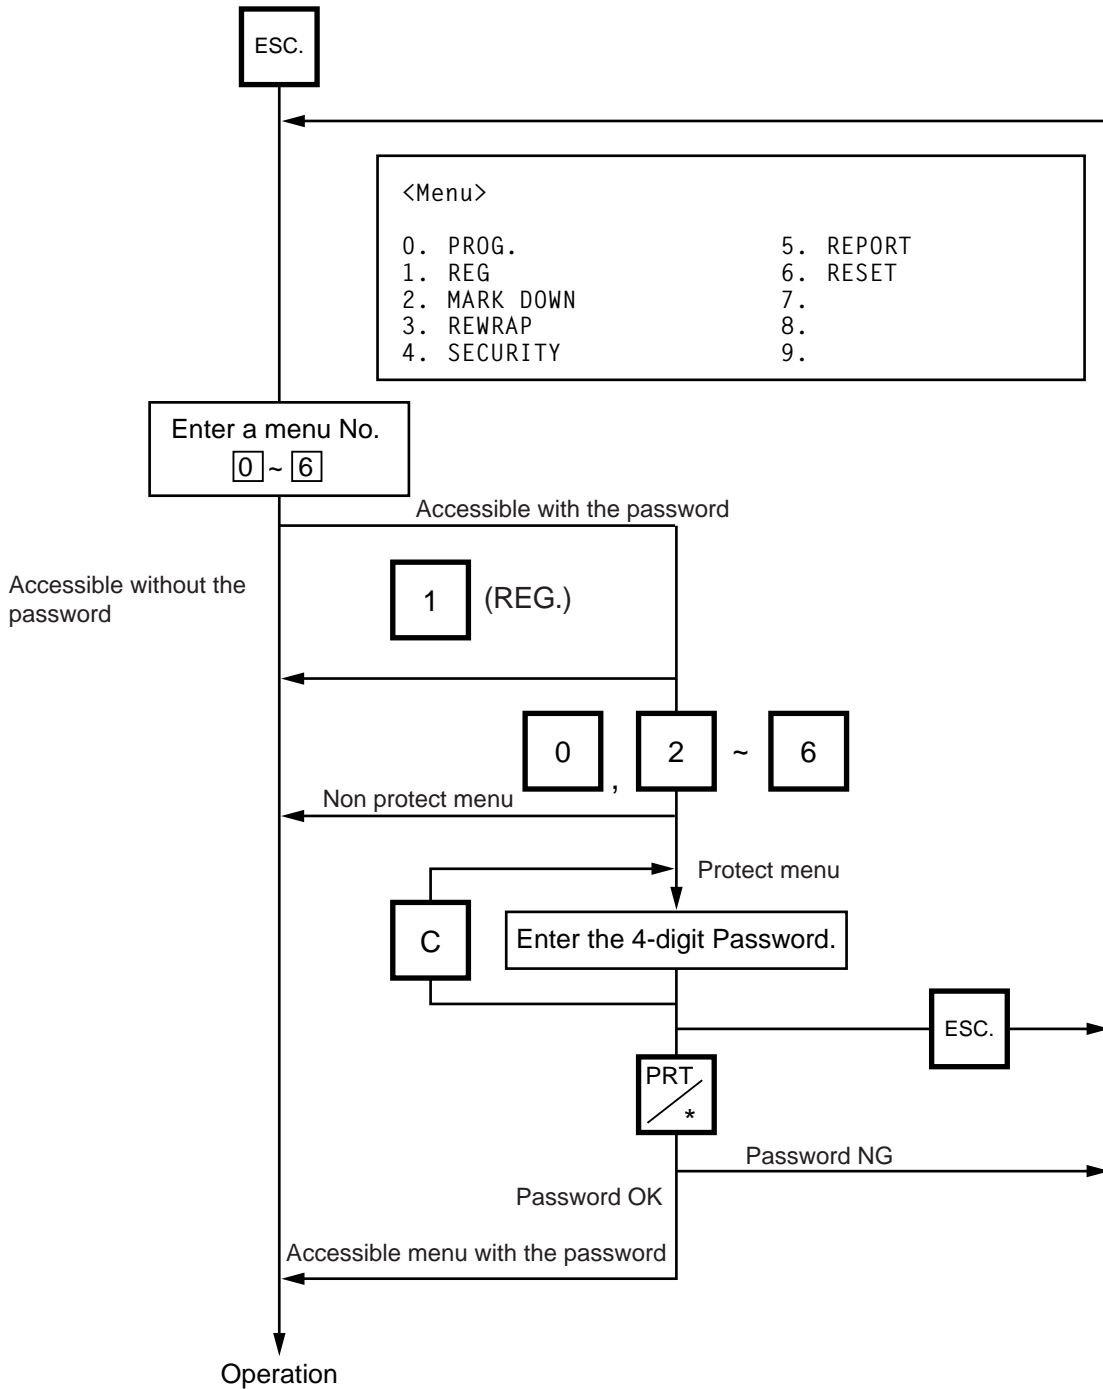 ESC.
<Menu>
0. PROG. 5. REPORT
1. REG 6. RESET
2. MARK DOWN 7.
3. REWRAP 8.
4. SECURITY 9.
Enter a menu No.
0 ~ 6
Accessible with the password
Accessible without the
password
1 (REG.)
0 , 2 ~ 6
Non protect menu
Protect menu
C
Enter the 4-digit Password.
ESC.
PRT
*
Password NG
Password OK
Accessible menu with the password
Operation